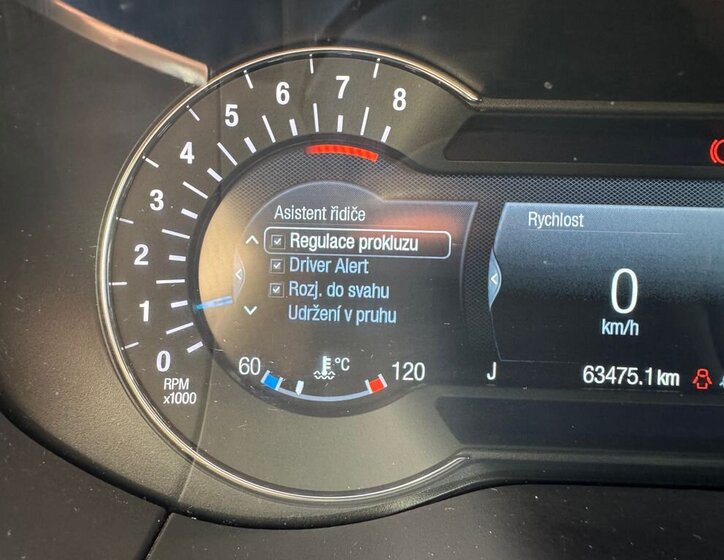 0
1
2
3
4
5
6
7
8
RPM
x1000
Asistent řidiče
Regulace prokluzu
Driver Alert
Rozj. do svahu
Udržení v pruhu
60 °C 120
Rychlost
0
km/h
J 63475.1 km